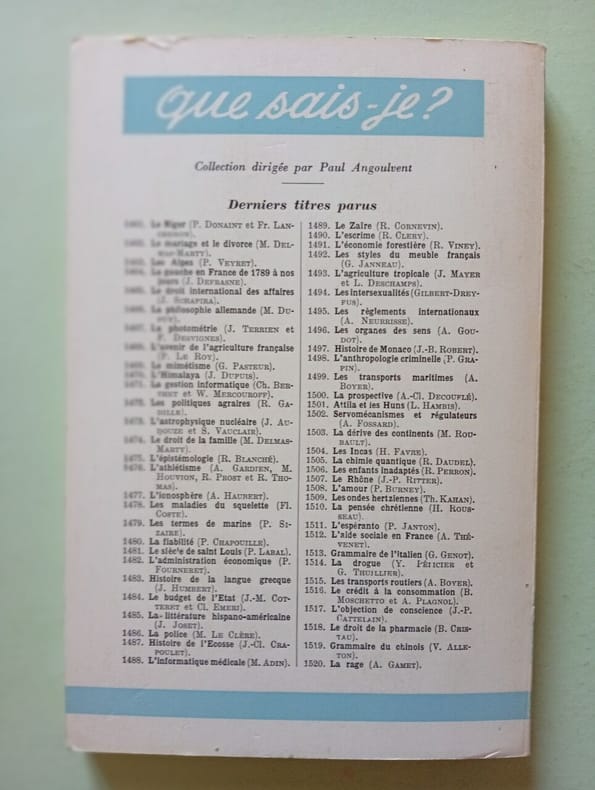 que sais-je?
Collection dirigée par Paul Angoulvent
Derniers titres parus
Le Niger (P. DONAINT et Fr. LAN-
Le mariage et le divorce (M. DEL-
MAS-MARTY).
Les Alpes (P. VEYRET).
La gauche en France de 1789 à nos
jours (J. DEFRASNE).
Le droit international des affaires
(J. SCHAPIRA).
La philosophie allemande (M. DU-
PUY).
La photométrie (J. TERRIEN et
F. DESVIGNES).
L'avenir de l'agriculture française
(P. LE ROY).
Le mimétisme (G. PASTEUR).
L'Himalaya (J. DUPUIS).
1471. La gestion informatique (Ch. BER-
THET et W. MERCOUROFF).
1472. Les politiques agraires (R. GA-
DILLE).
1473. L'astrophysique nucléaire (J. AU-
DOUZE et S. VAUCLAIR).
1474. Le droit de la famille (M. DELMAS-
MARTY).
1475. L'épistémologie (R. BLANCHÉ).
1476. L'athlétisme (A. GARDIEN, M.
HOUVION, R. PROST et R. THO-
MAS).
1477. L'iconosphère (A. HAUBERT).
1478. Les maladies du squelette (Fl.
COSTE).
1479. Les termes de marine (P. SI-
ZAIRE).
1480. La fiabilité (P. CHAPOUILLE).
1481. Le siècle de saint Louis (P. LABAL).
1482. L'administration économique (P.
FOURNERET).
1483. Histoire de la langue grecque
(J. HUMBERT).
1484. Le budget de l'Etat (J.-M. COT-
TERET et Cl. EMERI).
1485. La littérature hispano-américaine
(J. JOSET).
1486. La police (M. LE CLÈRE).
1487. Histoire de l'Ecosse (J.-Cl. CRA-
POULET).
1488. L'informatique médicale (M. ADIN).
1489. Le Zaïre (R. CORNEVIN).
1490. L'escrime (R. CLERY).
1491. L'économie forestière (R. VINEY).
1492. Les styles du meuble français
(G. JANNEAU).
1493. L'agriculture tropicale (J. MAYER
et L. DESCHAMPS).
1494. Les intersexualités (GILBERT-DREY-
FUS).
1495. Les règlements internationaux
(A. NEURRISSE).
1496. Les organes des sens (A. GOU-
DOT).
1497. Histoire de Monaco (J.-B. ROBERT).
1498. L'anthropologie criminelle (P. GRA-
PIN).
1499. Les transports maritimes (A.
BOYER).
1500. La prospective (A.-Cl. DECOUFLÉ).
1501. Attila et les Huns (L. HAMBIS).
1502. Servomécanismes et régulateurs
(A. FOSSARD).
1503. La dérive des continents (M. ROU-
BAULT).
1504. Les Incas (H. FAVRE).
1505. La chimie quantique (R. DAUDEL).
1506. Les enfants inadaptés (R. PERRON).
1507. Le Rhône (J.-P. RITTER).
1508. L'amour (P. BURNEY).
1509. Les ondes hertziennes (Th. KAHAN).
1510. La pensée chrétienne (H. ROUS-
SEAU).
1511. L'espéranto (P. JANTON).
1512. L'aide sociale en France (A. THÉ-
VENET).
1513. Grammaire de l'italien (G. GENOT).
1514. La drogue (Y. PÉLICIER et
G. THUILLIER).
1515. Les transports routiers (A. BOYER).
1516. Le crédit à la consommation (B.
MOSCHETTO et A. PLAGNOL).
1517. L'objection de conscience (J.-P.
CATTELAIN).
1518. Le droit de la pharmacie (B. CRIS-
TAU).
1519. Grammaire du chinois (V. ALLE-
TON).
1520. La rage (A. GAMET).